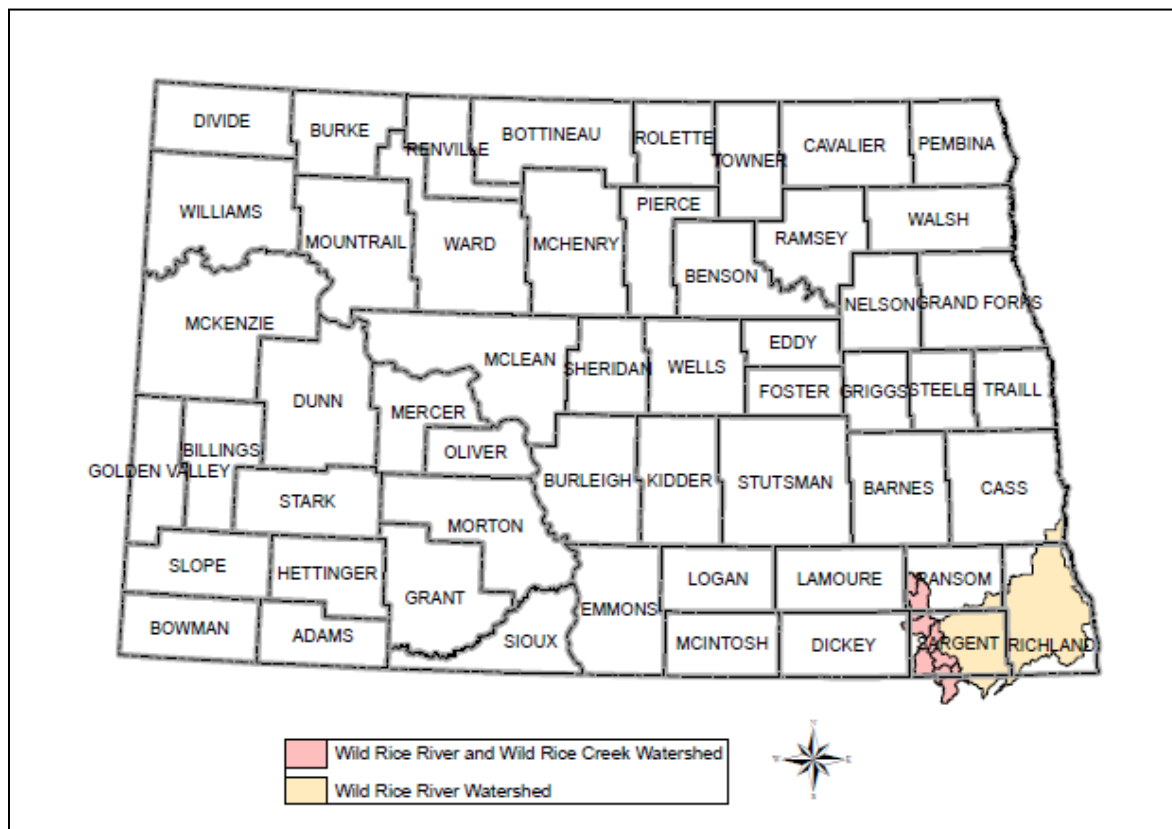 DIVIDE
BURKE
RENVILLE
BOTTINEAU
ROLETTE
TOWNER
CAVALIER
PEMBINA
WILLIAMS
MOUNTRAIL
WARD
MCHENRY
PIERCE
BENSON
RAMSEY
WALSH
NELSON
GRAND FORKS
MCKENZIE
DUNN
MCLEAN
SHERIDAN
WELLS
EDDY
FOSTER
GRIGGS
STEELE
TRAILL
MERCER
OLIVER
BILLINGS
GOLDEN VALLEY
STARK
BURLEIGH
KIDDER
STUTSMAN
BARNES
CASS
MORTON
SLOPE
HETTINGER
GRANT
EMMONS
LOGAN
LAMOURE
RANSOM
BOWMAN
ADAMS
SIOUX
MCINTOSH
DICKEY
SARGENT
RICHLAND
Wild Rice River and Wild Rice Creek Watershed
Wild Rice River Watershed